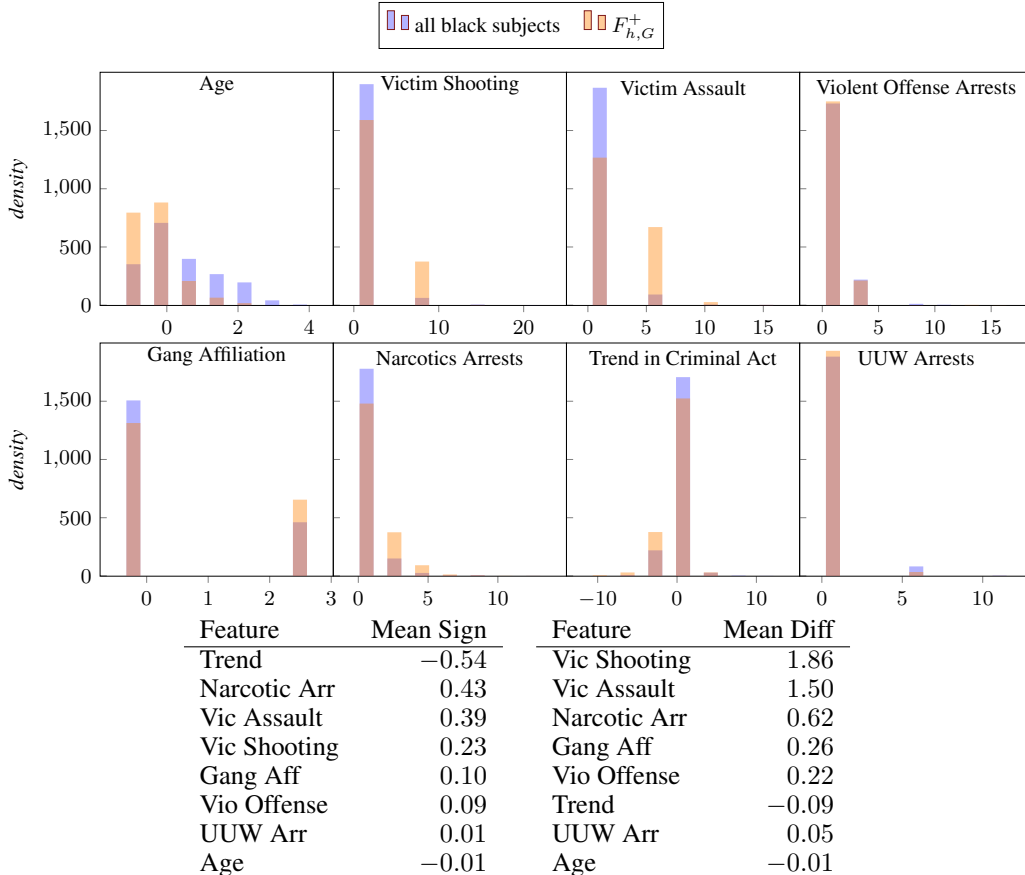 all black subjects F⁺h,G
Age Victim Shooting Victim Assault Violent Offense Arrests
1,500
1,000
500
0
density
0 2 4 0 10 20 0 5 10 15 0 5 10 15
Gang Affiliation Narcotics Arrests Trend in Criminal Act UUW Arrests
1,500
1,000
500
0
density
0 1 2 3 0 5 10 −10 0 10 0 5 10
Feature Mean Sign
Trend −0.54
Narcotic Arr 0.43
Vic Assault 0.39
Vic Shooting 0.23
Gang Aff 0.10
Vio Offense 0.09
UUW Arr 0.01
Age −0.01
Feature Mean Diff
Vic Shooting 1.86
Vic Assault 1.50
Narcotic Arr 0.62
Gang Aff 0.26
Vio Offense 0.22
Trend −0.09
UUW Arr 0.05
Age −0.01